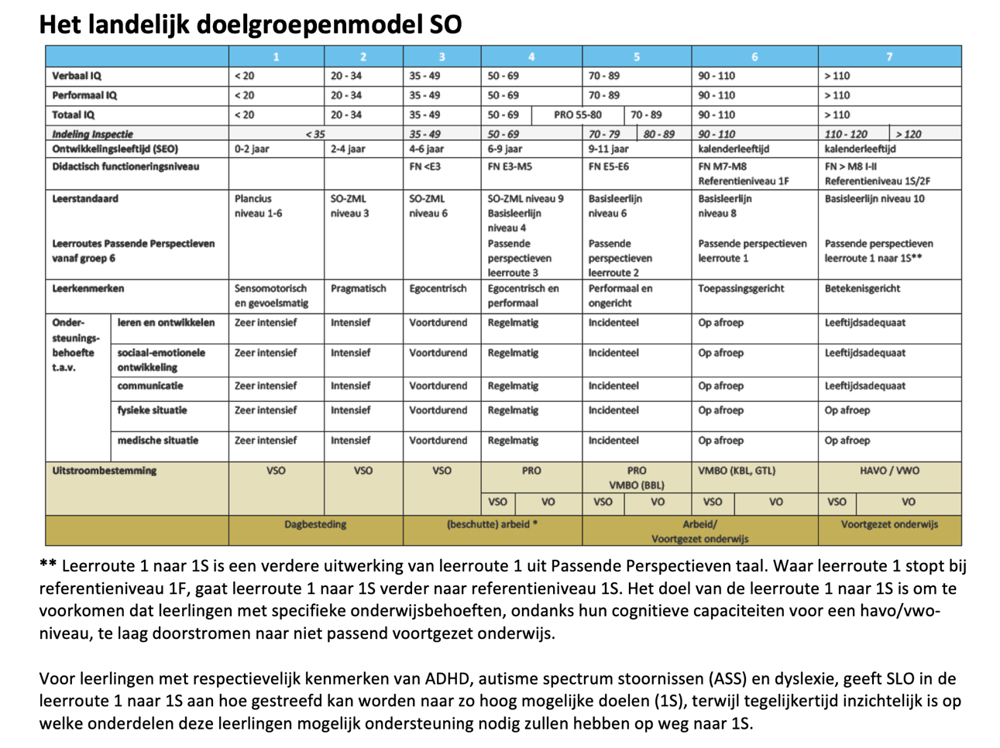 Het landelijk doelgroepenmodel SO
1 2 3 4 5 6 7
Verbaal IQ < 20 20 - 34 35 - 49 50 - 69 70 - 89 90 - 110 > 110
Performaal IQ < 20 20 - 34 35 - 49 50 - 69 70 - 89 90 - 110 > 110
Totaal IQ < 20 20 - 34 35 - 49 50 - 69 PRO 55-80 70 - 89 90 - 110 > 110
Indeling Inspectie < 35 35 - 49 50 - 69 70 - 79 80 - 89 90 - 110 110 - 120 > 120
Ontwikkelingsleeftijd (SEO) 0-2 jaar 2-4 jaar 4-6 jaar 6-9 jaar 9-11 jaar kalenderleeftijd kalenderleeftijd
Didactisch functioneringsniveau FN <E3 FN E3-M5 FN E5-E6 FN M7-M8 FN > M8 I-II
Referentieniveau 1F Referentieniveau 1S/2F
Leerstandaard Plancius SO-ZML SO-ZML SO-ZML niveau 9 Basisleerlijn Basisleerlijn Basisleerlijn niveau 10
niveau 1-6 niveau 3 niveau 6 Basisleerlijn niveau 6 niveau 8
niveau 4
Leerroutes Passende Perspectieven Passende Passende Passende perspectieven Passende perspectieven
vanaf groep 6 perspectieven perspectieven leerroute 1 leerroute 1 naar 1S**
leerroute 3 leerroute 2
Leerkenmerken Sensomotorisch Pragmatisch Egocentrisch Egocentrisch en Performaal en Toepassingsgericht Betekenisgericht
en gevoelsmatig performaal ongericht
Onder- leren en ontwikkelen Zeer intensief Intensief Voortdurend Regelmatig Incidenteel Op afroep Leeftijdsadequaat
steunings-
behoefte sociaal-emotionele Zeer intensief Intensief Voortdurend Regelmatig Incidenteel Op afroep Leeftijdsadequaat
t.a.v. ontwikkeling
communicatie Zeer intensief Intensief Voortdurend Regelmatig Incidenteel Op afroep Leeftijdsadequaat
fysieke situatie Zeer intensief Intensief Voortdurend Regelmatig Incidenteel Op afroep Op afroep
medische situatie Zeer intensief Intensief Voortdurend Regelmatig Incidenteel Op afroep Op afroep
Uitstroombestemming VSO VSO VSO PRO PRO VMBO (KBL, GTL) HAVO / VWO
VMBO (BBL)
VSO VO VSO VO VSO VO VSO VO
Dagbesteding (beschutte) arbeid * Arbeid/ Voortgezet onderwijs
Voortgezet onderwijs
** Leerroute 1 naar 1S is een verdere uitwerking van leerroute 1 uit Passende Perspectieven taal. Waar leerroute 1 stopt bij
referentieniveau 1F, gaat leerroute 1 naar 1S verder naar referentieniveau 1S. Het doel van de leerroute 1 naar 1S is om te
voorkomen dat leerlingen met specifieke onderwijsbehoeften, ondanks hun cognitieve capaciteiten voor een havo/vwo-
niveau, te laag doorstromen naar niet passend voortgezet onderwijs.
Voor leerlingen met respectievelijk kenmerken van ADHD, autisme spectrum stoornissen (ASS) en dyslexie, geeft SLO in de
leerroute 1 naar 1S aan hoe gestreefd kan worden naar zo hoog mogelijke doelen (1S), terwijl tegelijkertijd inzichtelijk is op
welke onderdelen deze leerlingen mogelijk ondersteuning nodig zullen hebben op weg naar 1S.